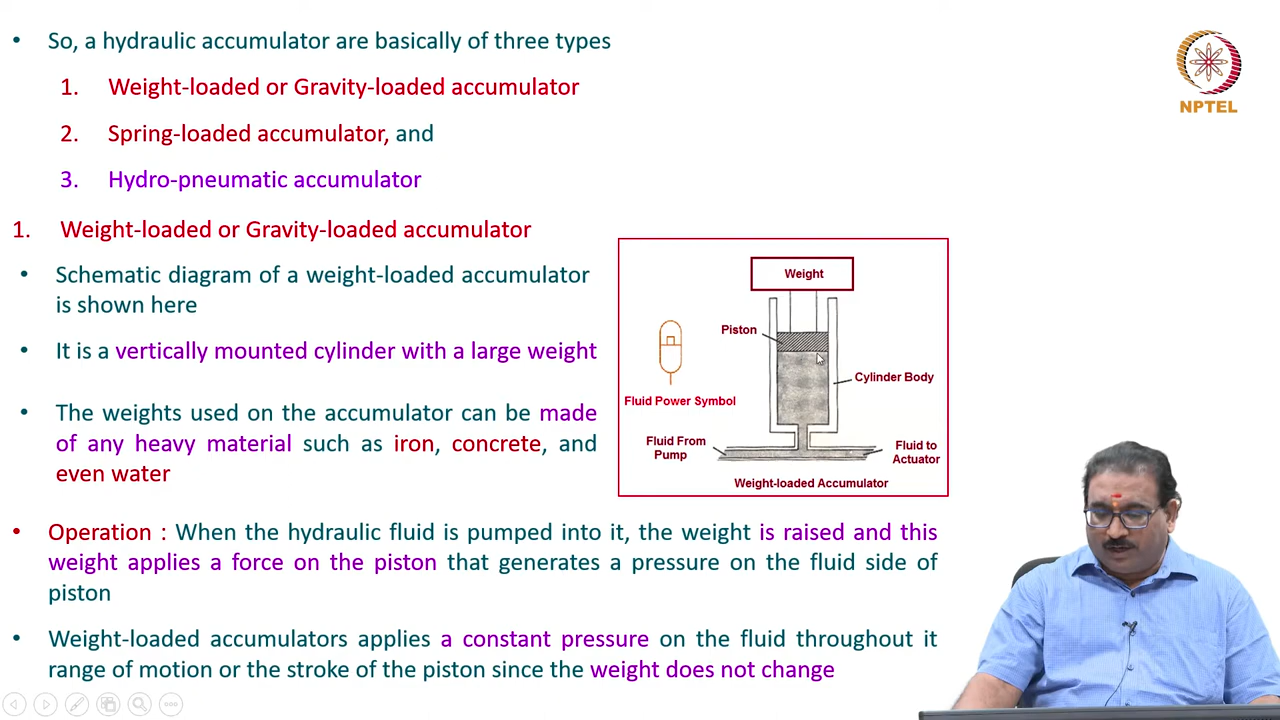 • So, a hydraulic accumulator are basically of three types
1. Weight-loaded or Gravity-loaded accumulator
2. Spring-loaded accumulator, and
3. Hydro-pneumatic accumulator
NPTEL
1. Weight-loaded or Gravity-loaded accumulator
• Schematic diagram of a weight-loaded accumulator
is shown here
• It is a vertically mounted cylinder with a large weight
• The weights used on the accumulator can be made
of any heavy material such as iron, concrete, and
even water
Weight
Piston
Cylinder Body
Fluid Power Symbol
Fluid From
Pump
Fluid to
Actuator
Weight-loaded Accumulator
• Operation : When the hydraulic fluid is pumped into it, the weight is raised and this
weight applies a force on the piston that generates a pressure on the fluid side of
piston
• Weight-loaded accumulators applies a constant pressure on the fluid throughout it
range of motion or the stroke of the piston since the weight does not change